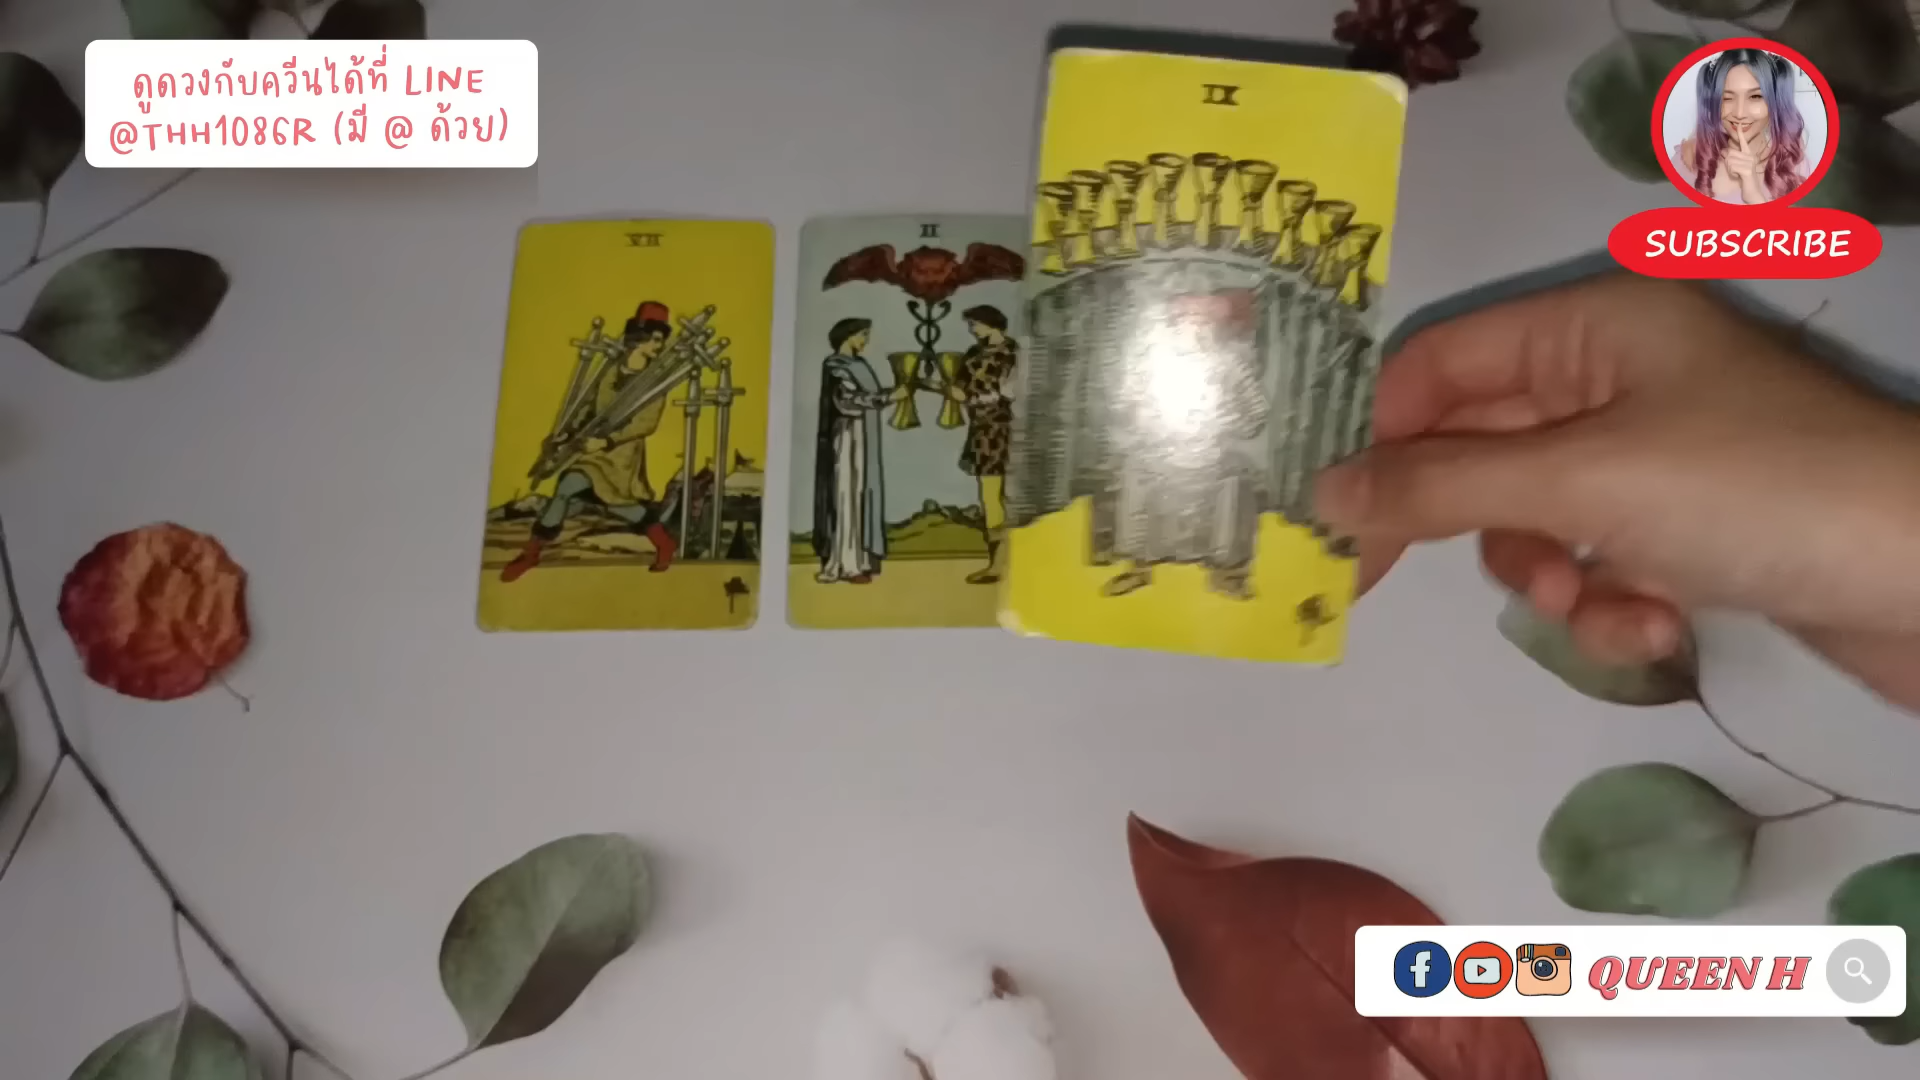 ดูดวงกับควีนได้ที่ LINE
@THH1086R (มี @ ด้วย)
SUBSCRIBE
VII
II
IX
QUEEN H